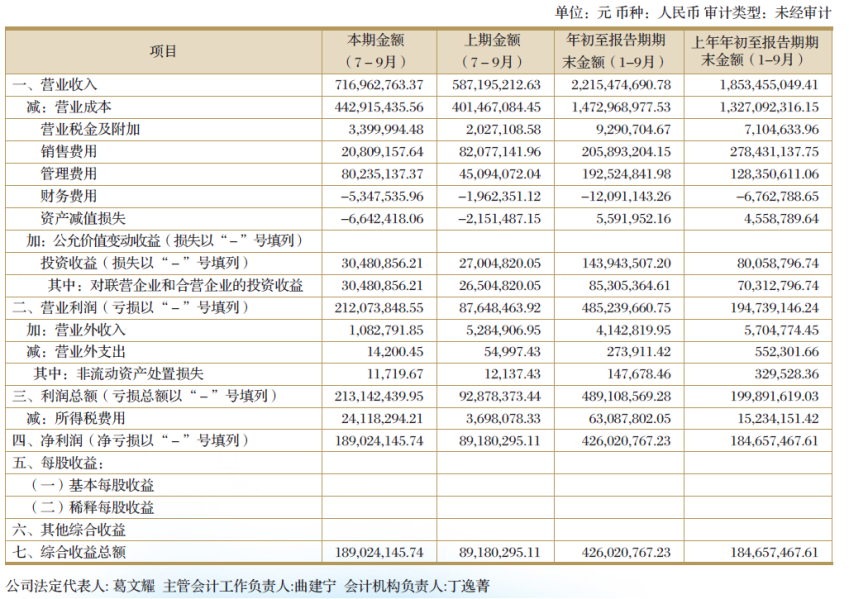 单位：元 币种：人民币 审计类型：未经审计
项目 本期金额（7－9月） 上期金额（7－9月） 年初至报告期期末金额（1-9月） 上年年初至报告期期末金额（1-9月）
一、营业收入 716,962,763.37 587,195,212.63 2,215,474,690.78 1,853,455,049.41
减：营业成本 442,915,435.56 401,467,084.45 1,472,968,977.53 1,327,092,316.15
营业税金及附加 3,399,994.48 2,027,108.58 9,290,704.67 7,104,633.96
销售费用 20,809,157.64 82,077,141.96 205,893,204.15 278,431,137.75
管理费用 80,235,137.37 45,094,072.04 192,524,841.98 128,350,611.06
财务费用 －5,347,535.96 －1,962,351.12 －12,091,143.26 －6,762,788.65
资产减值损失 －6,642,418.06 －2,151,487.15 5,591,952.16 4,558,789.64
加：公允价值变动收益（损失以“－”号填列）
投资收益（损失以“－”号填列） 30,480,856.21 27,004,820.05 143,943,507.20 80,058,796.74
其中：对联营企业和合营企业的投资收益 30,480,856.21 26,504,820.05 85,305,364.61 70,312,796.74
二、营业利润（亏损以“－”号填列） 212,073,848.55 87,648,463.92 485,239,660.75 194,739,146.24
加：营业外收入 1,082,791.85 5,284,906.95 4,142,819.95 5,704,774.45
减：营业外支出 14,200.45 54,997.43 273,911.42 552,301.66
其中：非流动资产处置损失 11,719.67 12,137.43 147,678.46 329,528.36
三、利润总额（亏损总额以“－”号填列） 213,142,439.95 92,878,373.44 489,108,569.28 199,891,619.03
减：所得税费用 24,118,294.21 3,698,078.33 63,087,802.05 15,234,151.42
四、净利润（净亏损以“－”号填列） 189,024,145.74 89,180,295.11 426,020,767.23 184,657,467.61
五、每股收益：
（一）基本每股收益
（二）稀释每股收益
六、其他综合收益
七、综合收益总额 189,024,145.74 89,180,295.11 426,020,767.23 184,657,467.61
公司法定代表人: 葛文耀 主管会计工作负责人:曲建宁 会计机构负责人:丁逸菁